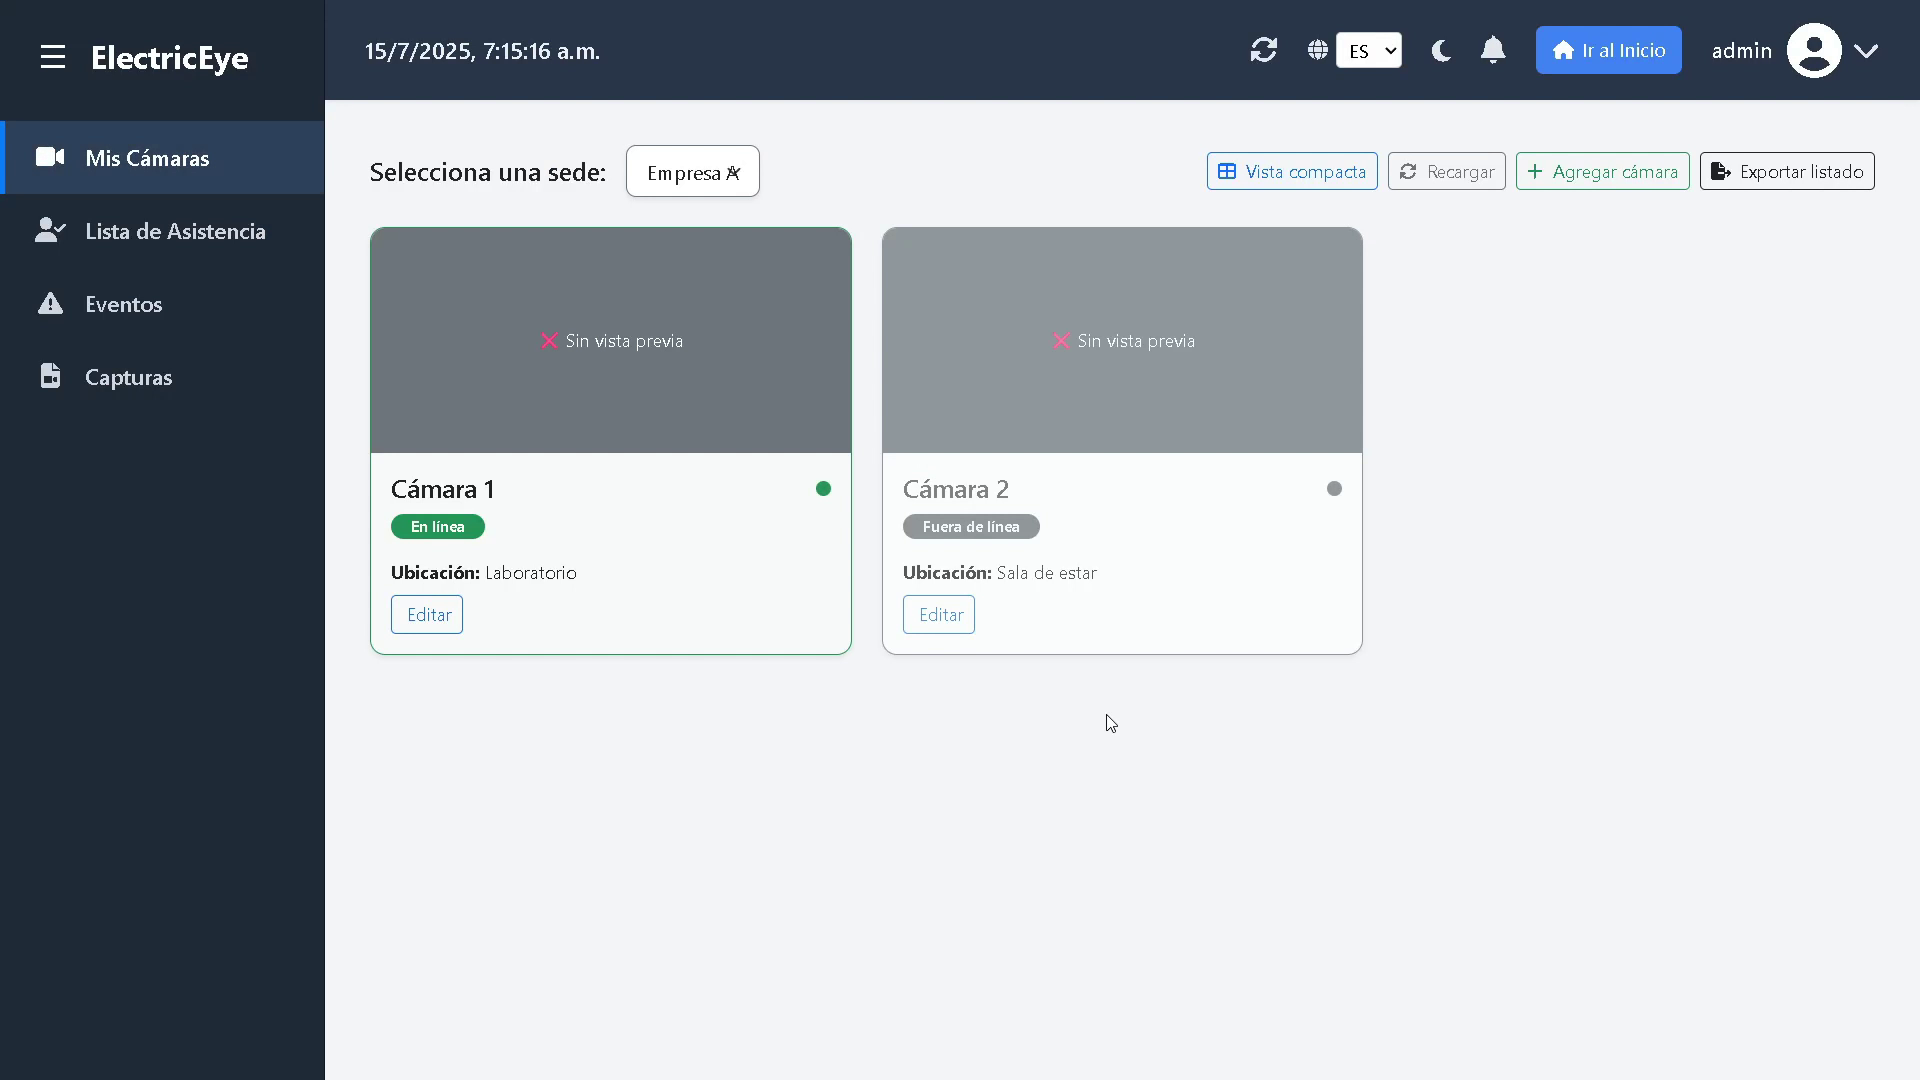 ElectricEye
15/7/2025, 7:15:16 a.m.
ES
Ir al Inicio
admin
Mis Cámaras
Lista de Asistencia
Eventos
Capturas
Selecciona una sede:
Empresa A
Vista compacta
Recargar
Agregar cámara
Exportar listado
Sin vista previa
Cámara 1
En línea
Ubicación: Laboratorio
Editar
Sin vista previa
Cámara 2
Fuera de línea
Ubicación: Sala de estar
Editar